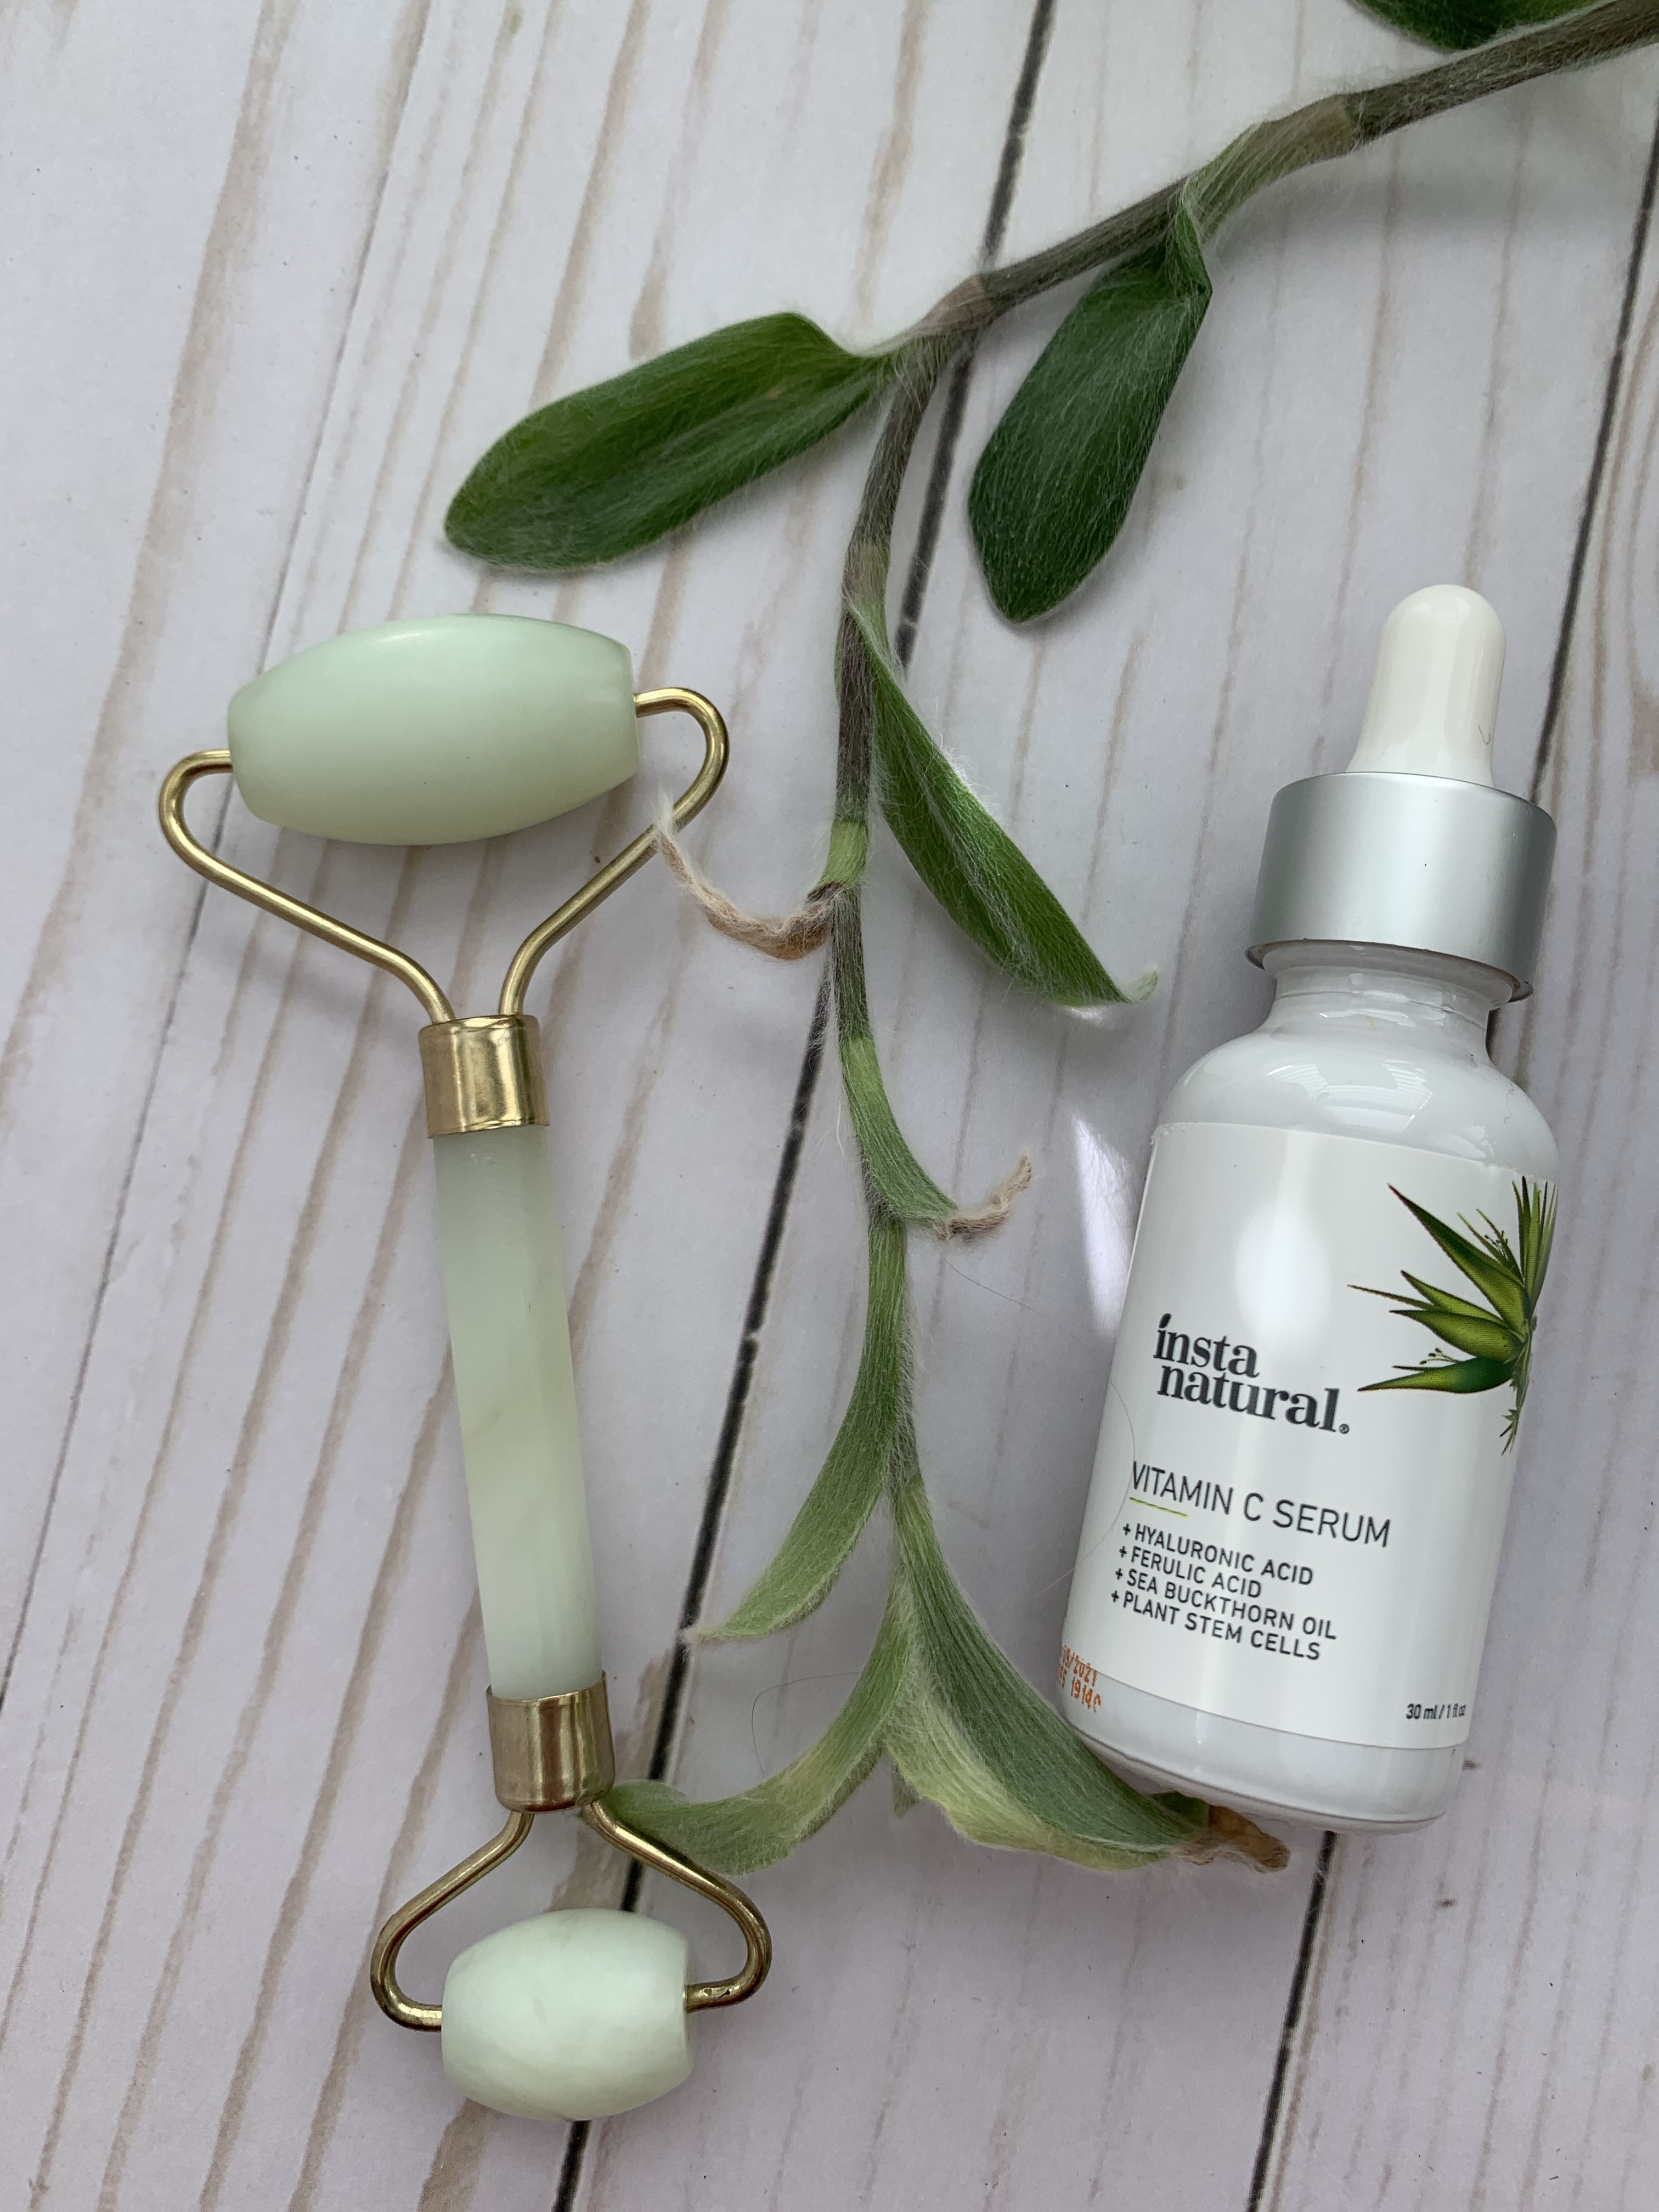 insta
natural®
VITAMIN C SERUM
+ HYALURONIC ACID
+ FERULIC ACID
+ SEA BUCKTHORN OIL
+ PLANT STEM CELLS
/2021
30 ml / 1 fl oz